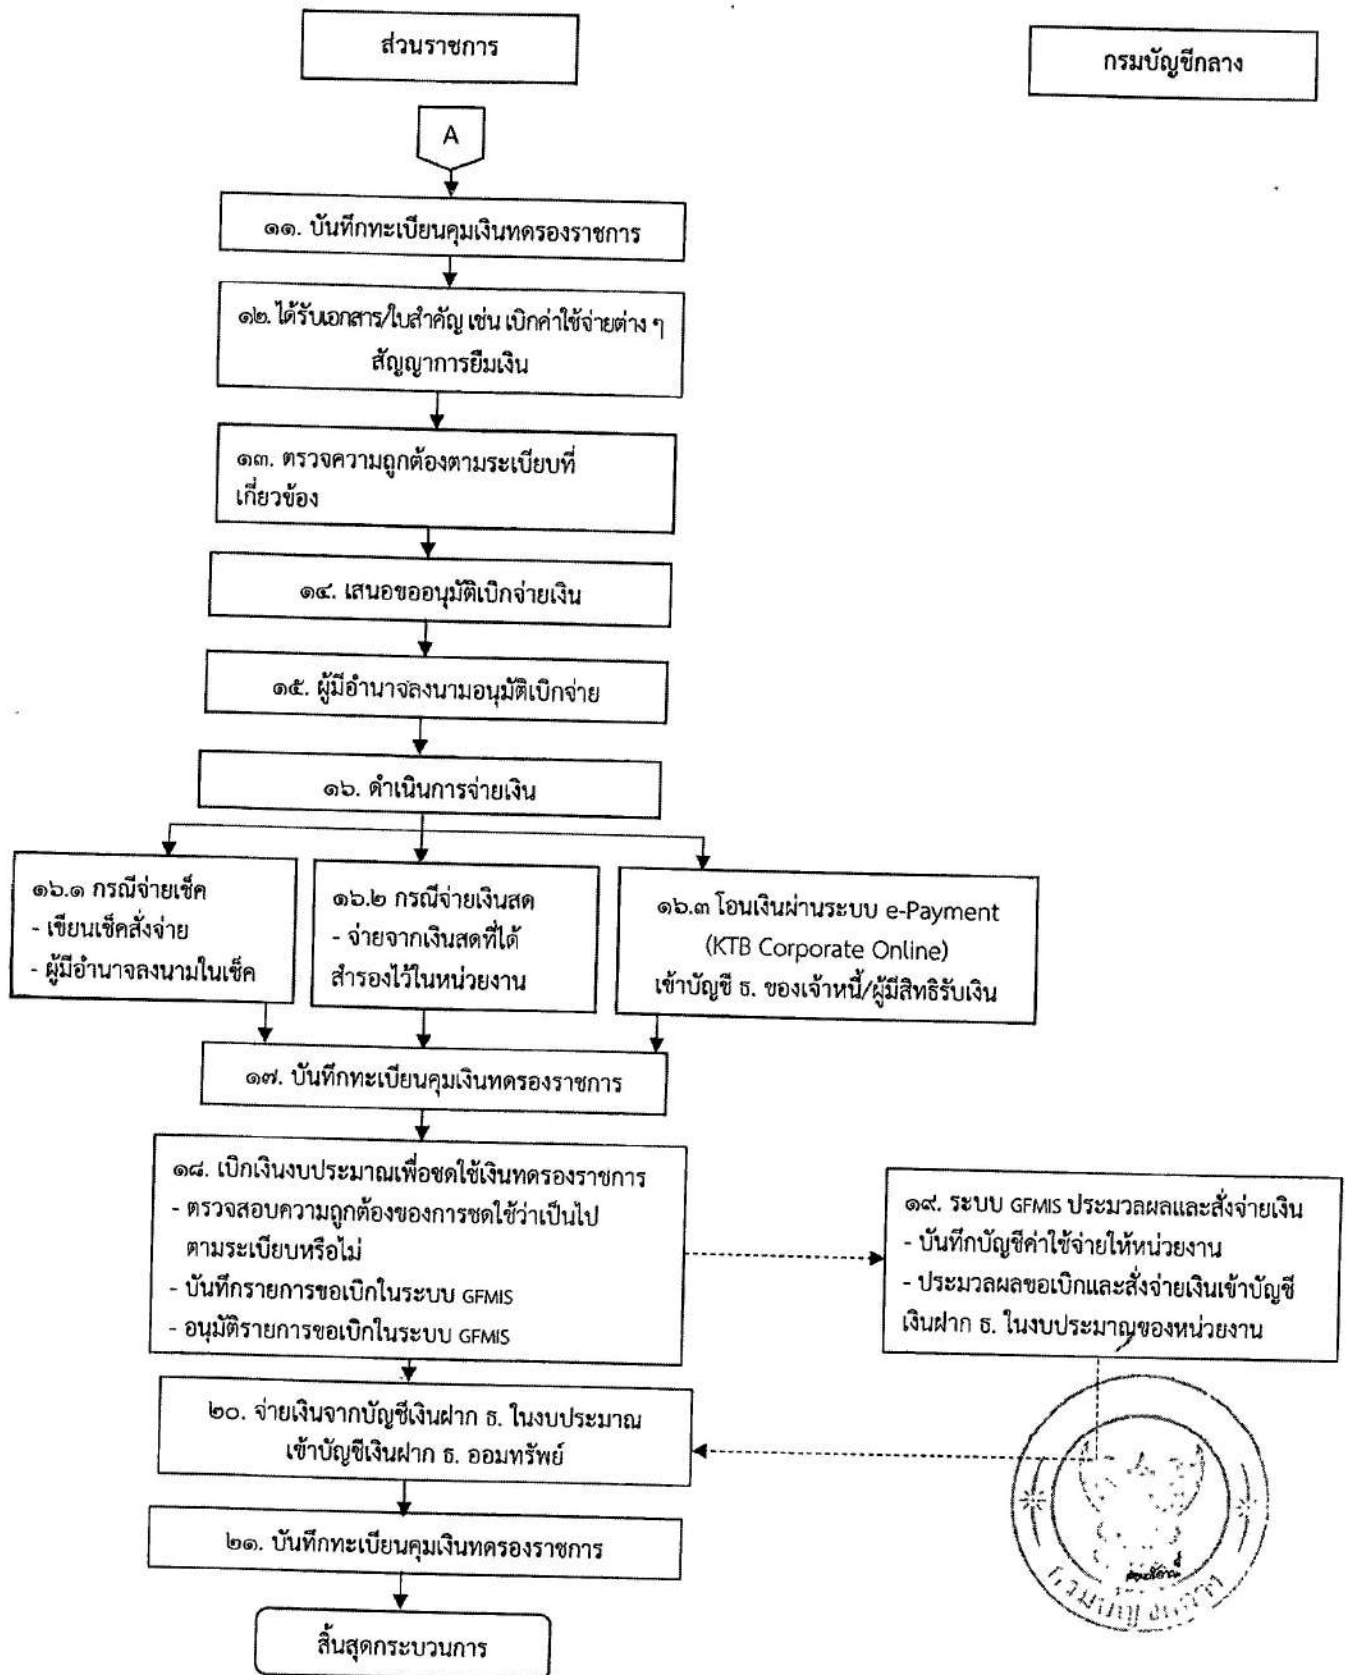 ส่วนราชการ
กรมบัญชีกลาง
A
๑๑. บันทึกทะเบียนคุมเงินทดรองราชการ
๑๒. ได้รับเอกสาร/ใบสำคัญ เช่น เบิกค่าใช้จ่ายต่าง ๆ
สัญญาการยืมเงิน
๑๓. ตรวจความถูกต้องตามระเบียบที่
เกี่ยวข้อง
๑๔. เสนอขออนุมัติเบิกจ่ายเงิน
๑๕. ผู้มีอำนาจลงนามอนุมัติเบิกจ่าย
๑๖. ดำเนินการจ่ายเงิน
๑๖.๑ กรณีจ่ายเช็ค
- เขียนเช็คสั่งจ่าย
- ผู้มีอำนาจลงนามในเช็ค
๑๖.๒ กรณีจ่ายเงินสด
- จ่ายจากเงินสดที่ได้
สำรองไว้ในหน่วยงาน
๑๖.๓ โอนเงินผ่านระบบ e-Payment
(KTB Corporate Online)
เข้าบัญชี ธ. ของเจ้าหนี้/ผู้มีสิทธิรับเงิน
๑๗. บันทึกทะเบียนคุมเงินทดรองราชการ
๑๘. เบิกเงินงบประมาณเพื่อชดใช้เงินทดรองราชการ
- ตรวจสอบความถูกต้องของการชดใช้ว่าเป็นไป
ตามระเบียบหรือไม่
- บันทึกรายการขอเบิกในระบบ GFMIS
- อนุมัติรายการขอเบิกในระบบ GFMIS
๑๙. ระบบ GFMIS ประมวลผลและสั่งจ่ายเงิน
- บันทึกบัญชีค่าใช้จ่ายให้หน่วยงาน
- ประมวลผลขอเบิกและสั่งจ่ายเงินเข้าบัญชี
เงินฝาก ธ. ในงบประมาณของหน่วยงาน
๒๐. จ่ายเงินจากบัญชีเงินฝาก ธ. ในงบประมาณ
เข้าบัญชีเงินฝาก ธ. ออมทรัพย์
๒๑. บันทึกทะเบียนคุมเงินทดรองราชการ
กรมบัญชีกลาง
สิ้นสุดกระบวนการ